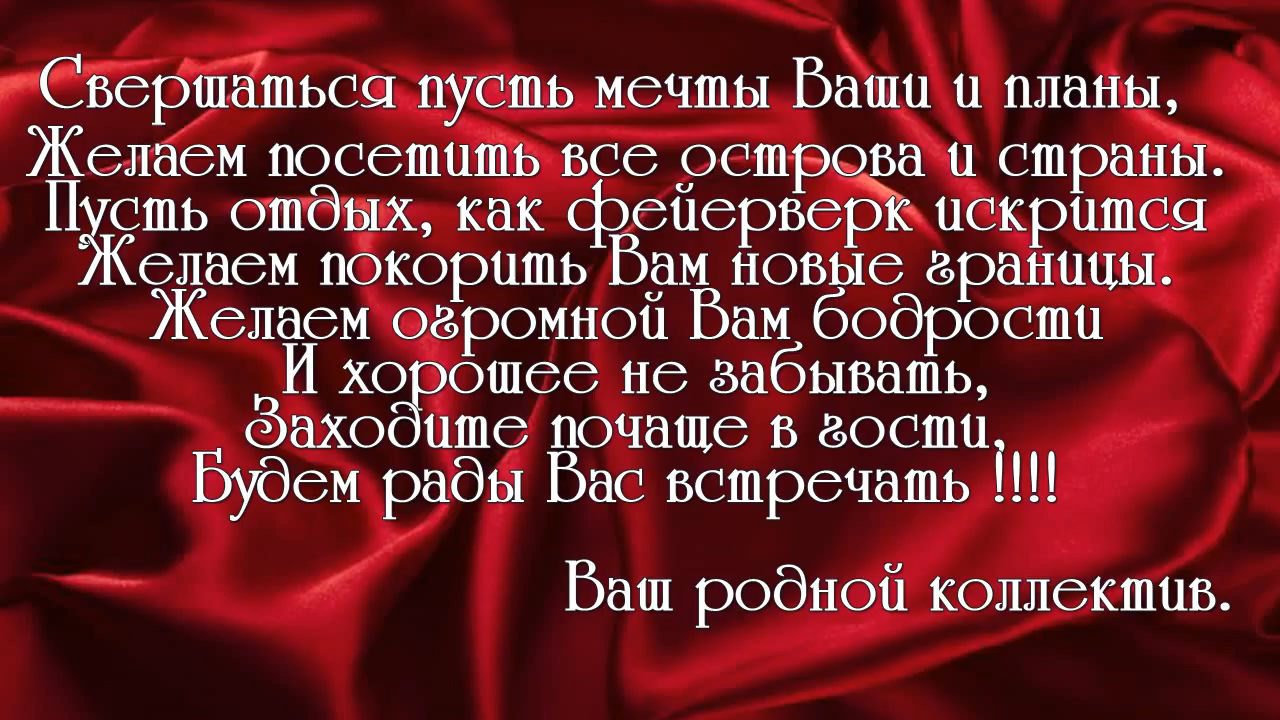 Свершаться пусть мечты Ваши и планы,
Желаем посетить все острова и страны.
Пусть отдых, как фейерверк искрится
Желаем покорить Вам новые границы.
Желаем огромной Вам бодрости
И хорошее не забывать,
Заходите почаще в гости,
Будем рады Вас встречать !!!!
Ваш родной коллектив.